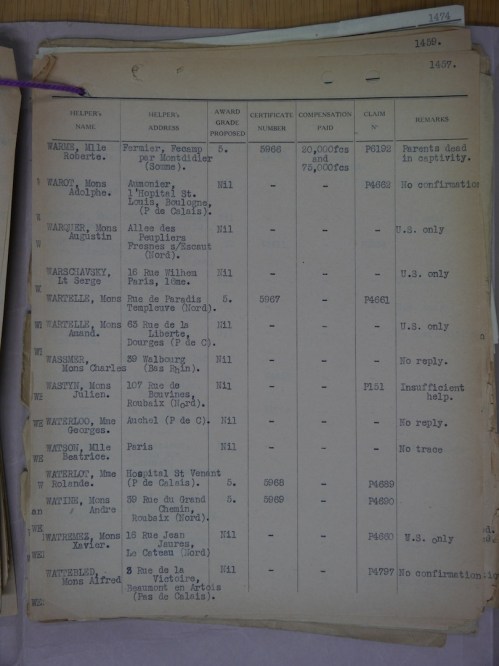 1474
1439.
1437.
HELPER's NAME HELPER's ADDRESS AWARD GRADE PROPOSED CERTIFICATE NUMBER COMPENSATION PAID CLAIM N° REMARKS
WARME, Mlle Fermier, Fecamp 5. 5966 20,000fcs P6192 Parents dead
Roberte. par Montdidier and in captivity.
(Somme). 75,000fcs
WAROT, Mons Aumonier, Nil - - P4662 No confirmation
Adolphe. l'Hopital St.
Louis, Boulogne,
(P de Calais).
WARQUER, Mons Allee des Nil - - - U.S. only
Augustin Peupliers
Fresnes s/Escaut
(Nord).
WARSCHAVSKY, 16 Rue Wilhem Nil - - - U.S. only
Lt Serge Paris, 16me.
WARTELLE, Mons Rue de Paradis 5. 5967 - P4661
Templeuve (Nord).
WARTELLE, Mons 63 Rue de la Nil - - - U.S. only
Amand. Liberte,
Dourges (P de C).
WASSMER, 39 Walbourg Nil - - - No reply.
Mons Charles (Bas Rhin).
WASTYN, Mons 107 Rue de Nil - - P151 Insufficient
Julien. Bouvines, help.
Roubaix (Nord).
WATERLOO, Mme Auchel (P de C). Nil - - - No reply.
Georges.
WATSON, Mlle Paris Nil - - - No trace
Beatrice.
WATERLOT, Mme Hospital St Venant
Rolande. (P de Calais). 5. 5968 - P4689
WATINE, Mons 39 Rue du Grand 5. 5969 - P4690
Andre Chemin,
Roubaix (Nord).
WATREMEZ, Mons 16 Rue Jean Nil - - P4660 U.S. only
Xavier. Jaures,
Le Cateau (Nord)
WATTEBLED, 3 Rue de la Nil - - P4797 No confirmation
Mons Alfred Victoire,
Beaumont en Artois
(Pas de Calais).